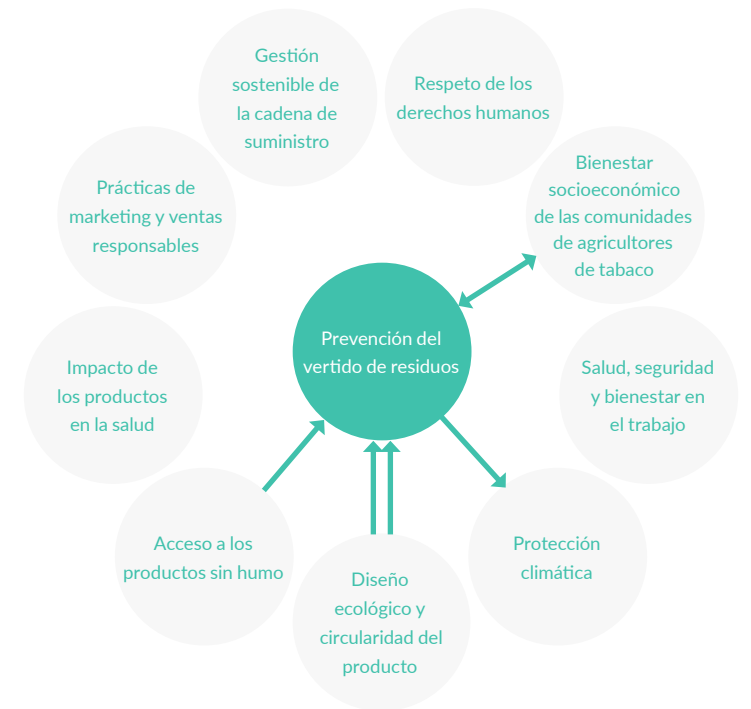 Gestión
sostenible de
la cadena de
suministro
Respeto de los
derechos humanos
Bienestar
socioeconómico
de las comunidades
de agricultores
de tabaco
Prácticas de
marketing y ventas
responsables
Prevención del
vertido de residuos
Impacto de
los productos
en la salud
Salud, seguridad
y bienestar en
el trabajo
Acceso a los
productos sin humo
Diseño
ecológico y
circularidad del
producto
Protección
climática